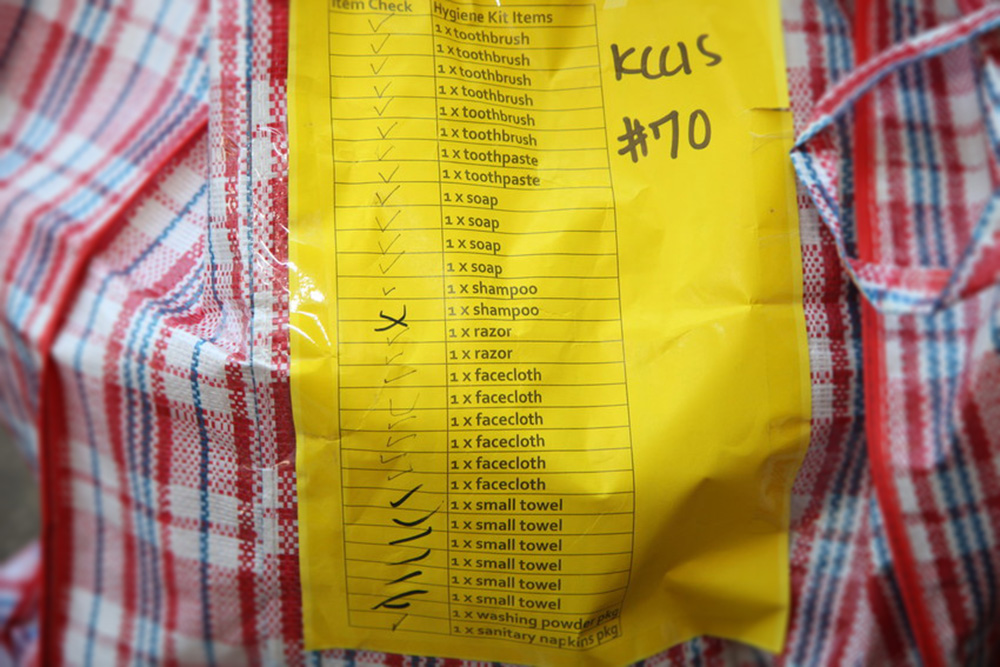 Item Check Hygiene Kit Items
1 x toothbrush
1 x toothbrush
1 x toothbrush
1 x toothbrush
1 x toothbrush
1 x toothbrush
1 x toothpaste
1 x toothpaste
1 x soap
1 x soap
1 x soap
1 x soap
1 x shampoo
1 x shampoo
1 x razor
1 x razor
1 x facecloth
1 x facecloth
1 x facecloth
1 x facecloth
1 x facecloth
1 x facecloth
1 x small towel
1 x small towel
1 x small towel
1 x small towel
1 x small towel
1 x small towel
1 x washing powder pkg
1 x sanitary napkins pkg
#70